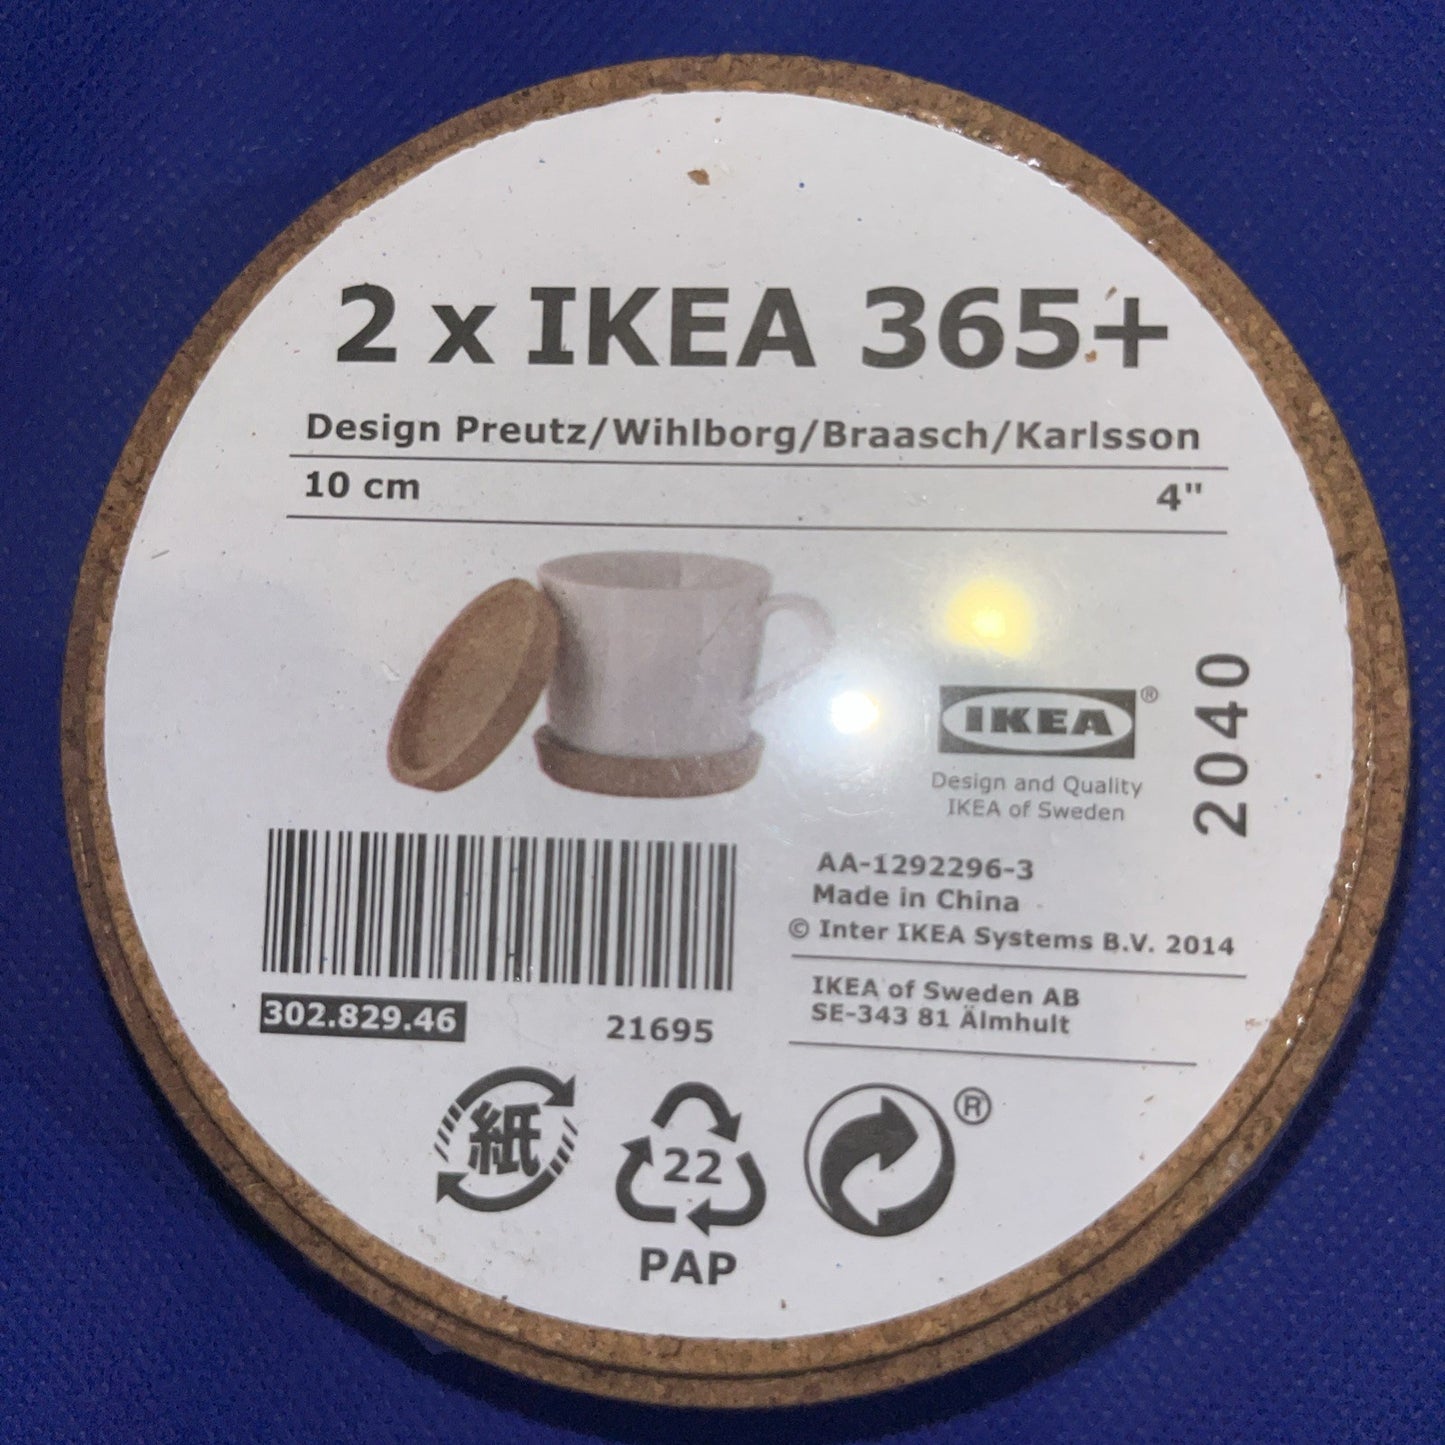 2 x IKEA 365+
Design Preutz/Wihlborg/Braasch/Karlsson
10 cm 4"
IKEA®
Design and Quality
IKEA of Sweden
2040
AA-1292296-3
Made in China
© Inter IKEA Systems B.V. 2014
IKEA of Sweden AB
SE-343 81 Älmhult
302.829.46 21695
紙
22
PAP
®